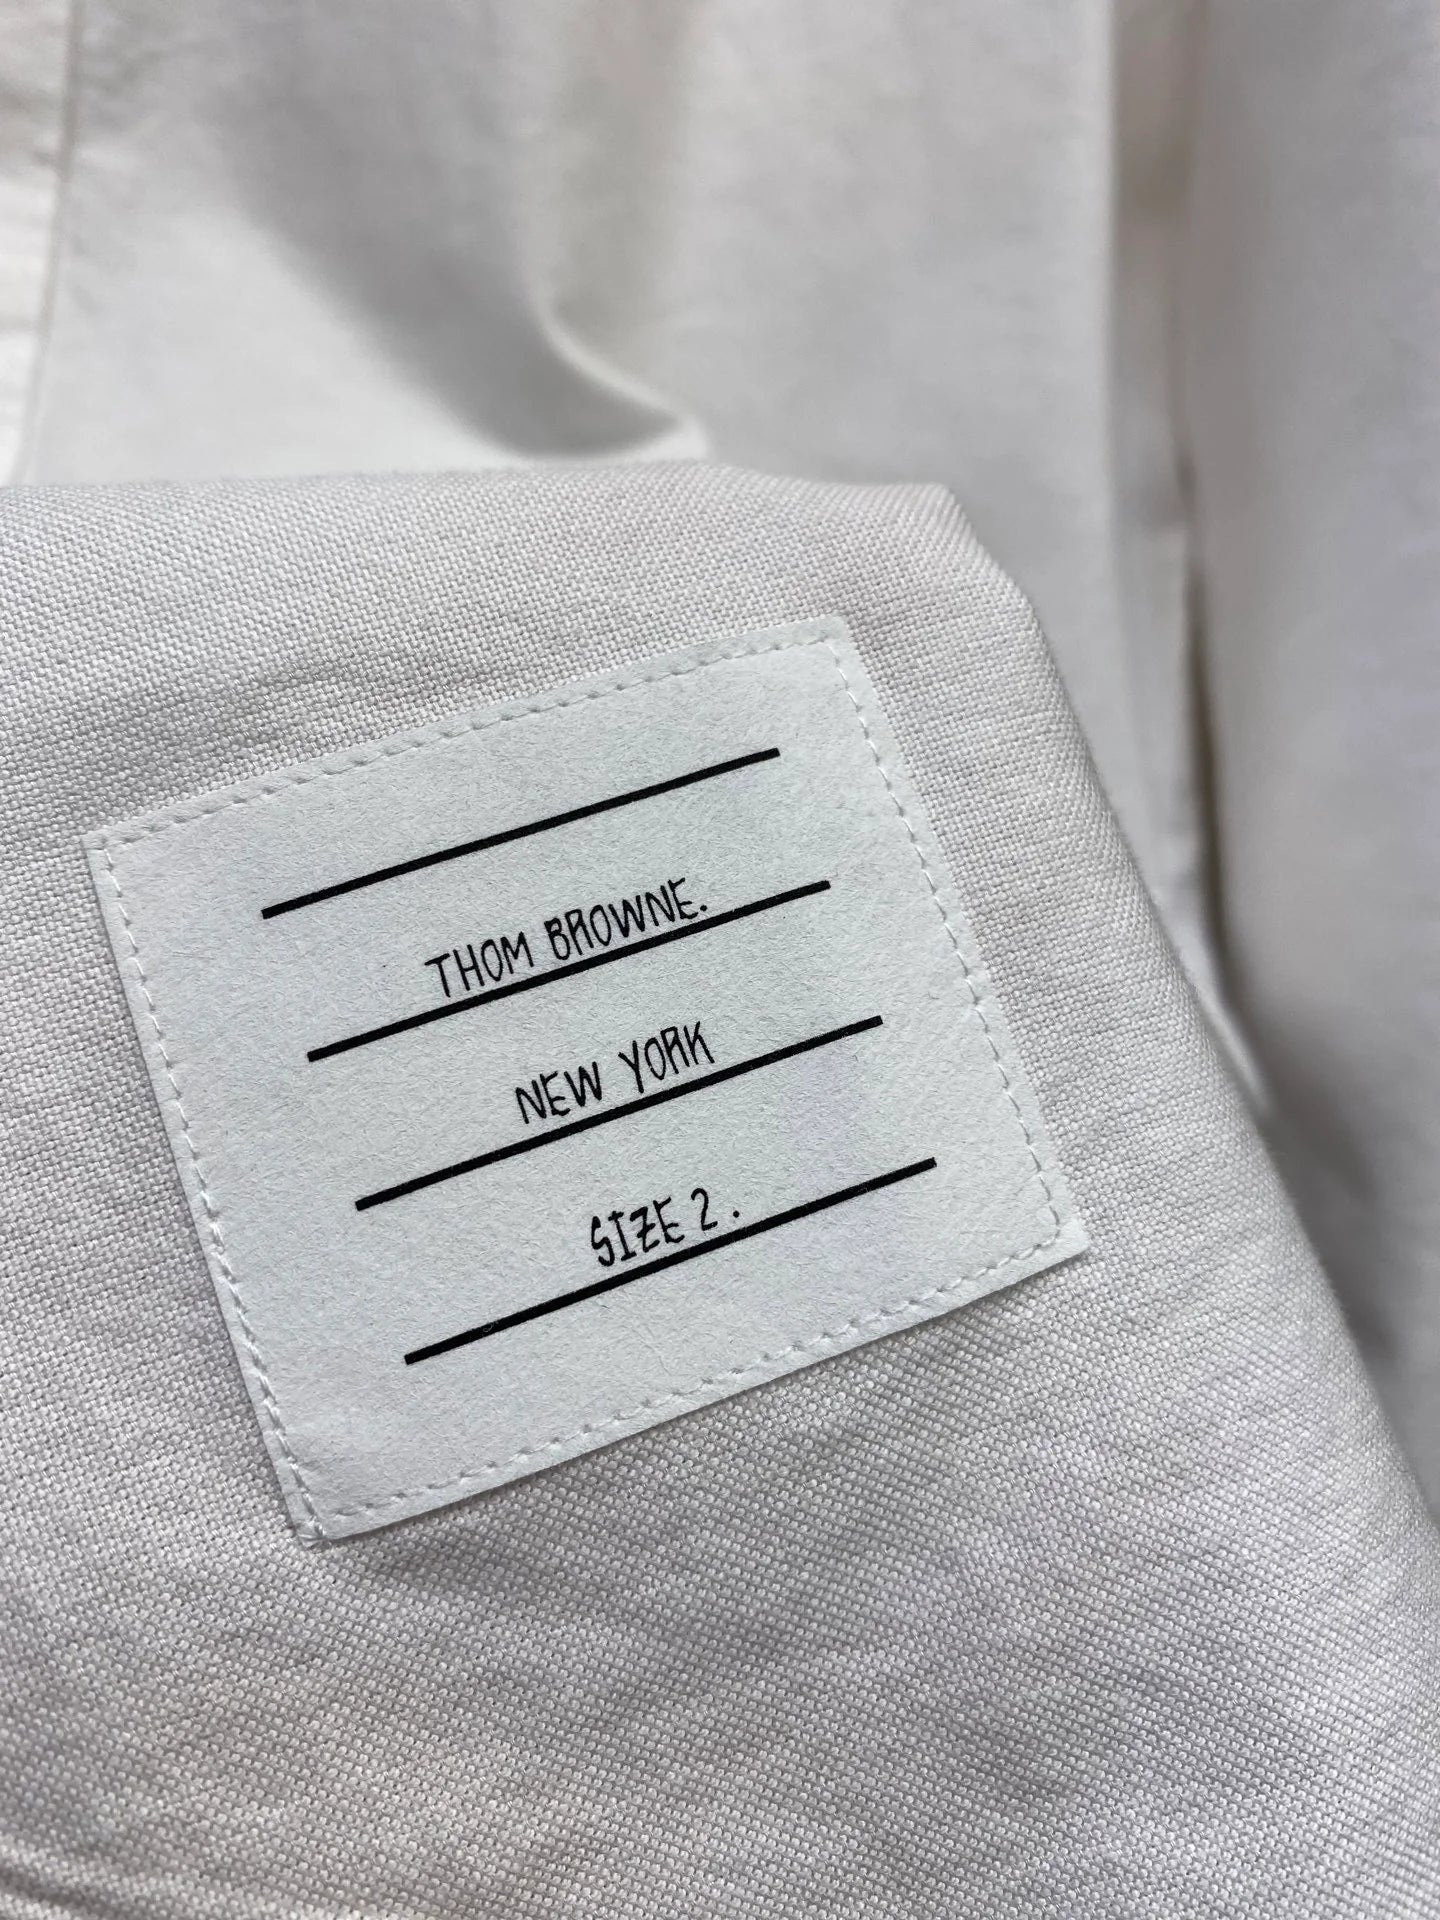 THOM BROWNE.
NEW YORK
SIZE 2.